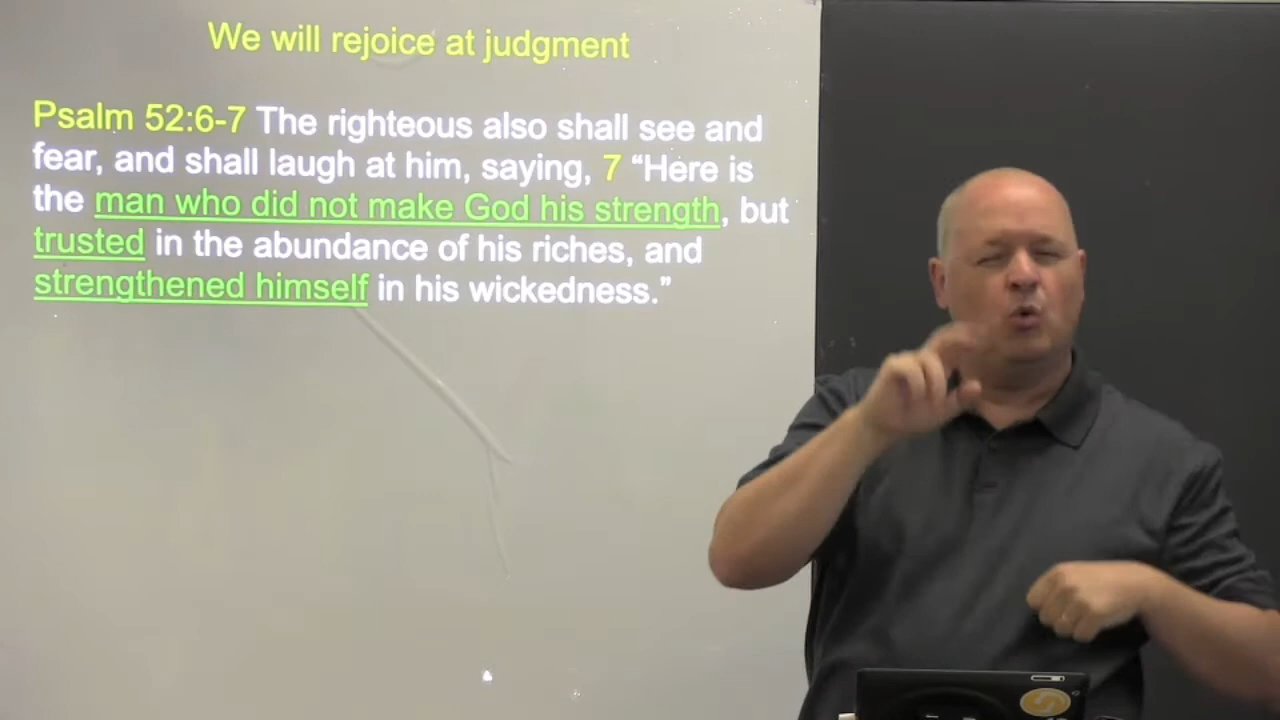 We will rejoice at judgment
Psalm 52:6-7 The righteous also shall see and
fear, and shall laugh at him, saying, 7 “Here is
the man who did not make God his strength, but
trusted in the abundance of his riches, and
strengthened himself in his wickedness.”